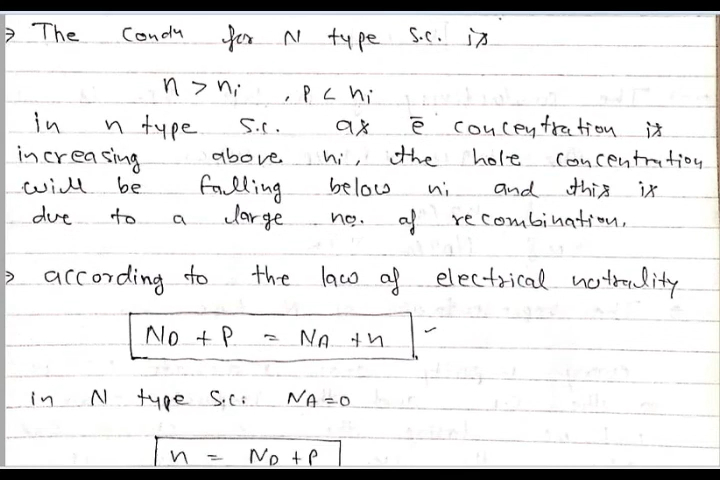 → The Condn for N type s.c. is
n > ni , p < ni
in n type s.c. as ē concentration is
increasing above ni, the hole concentration
will be falling below ni and this is
due to a large no. of recombination.
→ according to the law of electrical notrality
ND + P = NA + n
in N type s.c. NA = 0
n = ND + P